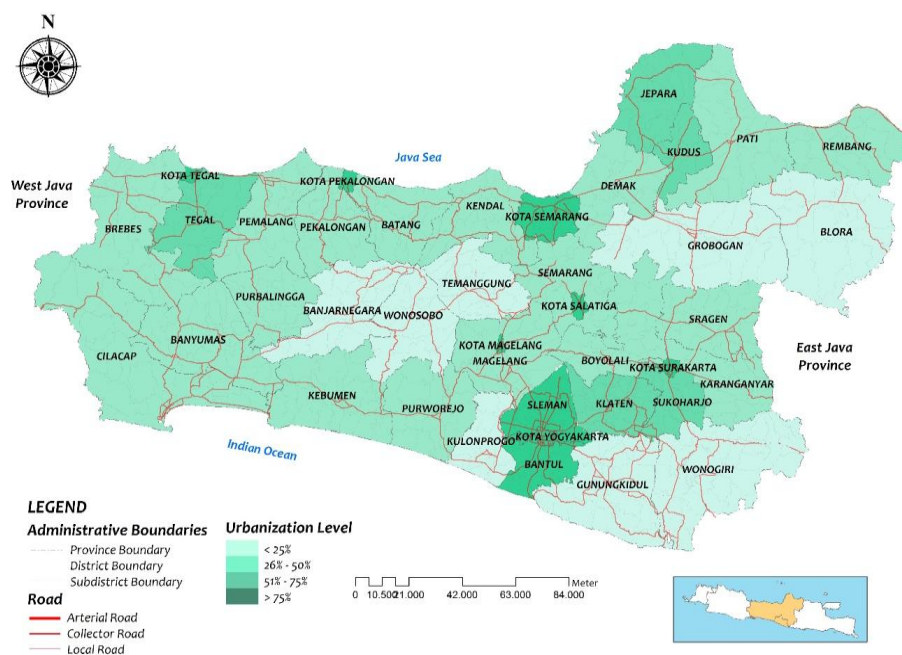 N
JEPARA
PATI
KUDUS
REMBANG
Java Sea
West Java
Province
KOTA TEGAL
KOTA PEKALONGAN
DEMAK
KENDAL
KOTA SEMARANG
BREBES
TEGAL
PEMALANG
PEKALONGAN
BATANG
BLORA
GROBOGAN
SEMARANG
TEMANGGUNG
PURBALINGGA
BANJARNEGARA
WONOSOBO
KOTA SALATIGA
SRAGEN
CILACAP
BANYUMAS
KOTA MAGELANG
MAGELANG
BOYOLALI
KOTA SURAKARTA
East Java
Province
KARANGANYAR
KEBUMEN
PURWOREJO
SLEMAN
KLATEN
SUKOHARJO
KULONPROGO
KOTA YOGYAKARTA
Indian Ocean
BANTUL
GUNUNGKIDUL
WONOGIRI
LEGEND
Administrative Boundaries
Province Boundary
District Boundary
Subdistrict Boundary
Road
Arterial Road
Collector Road
Local Road
Urbanization Level
< 25%
26% - 50%
51% - 75%
> 75%
Meter
0 10.500 21.000 42.000 63.000 84.000